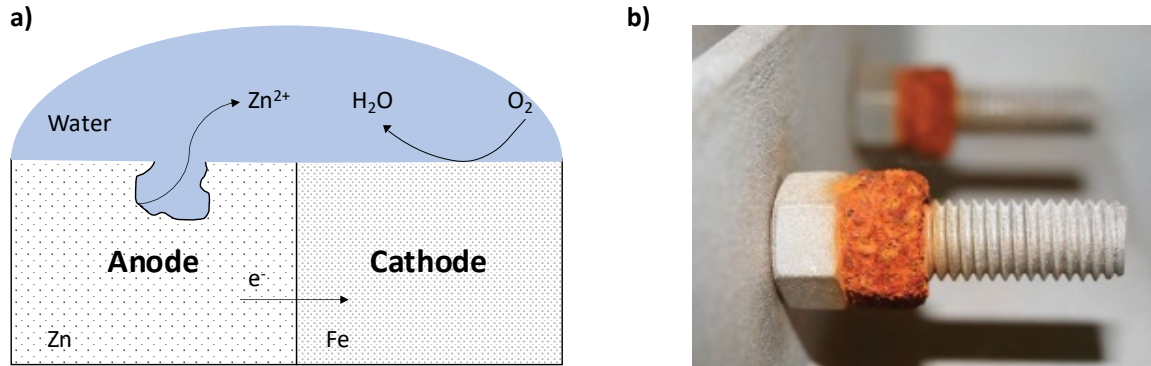 a)
b)
Zn²⁺
H₂O
O₂
Water
Anode
Cathode
e⁻
Zn
Fe